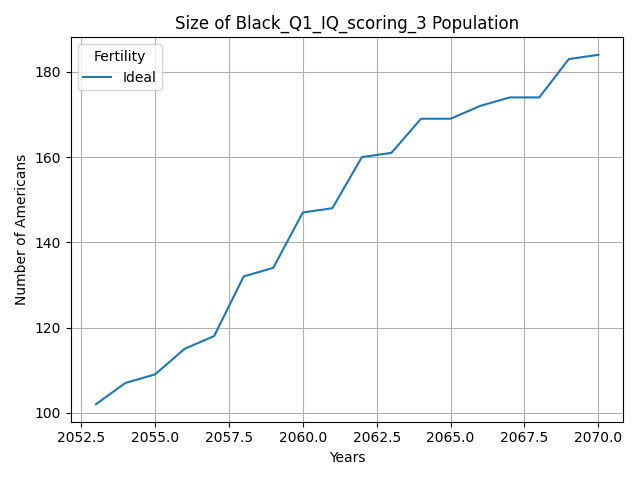 Size of Black_Q1_IQ_scoring_3 Population
Fertility
Ideal
Number of Americans
180
160
140
120
100
2052.5 2055.0 2057.5 2060.0 2062.5 2065.0 2067.5 2070.0
Years